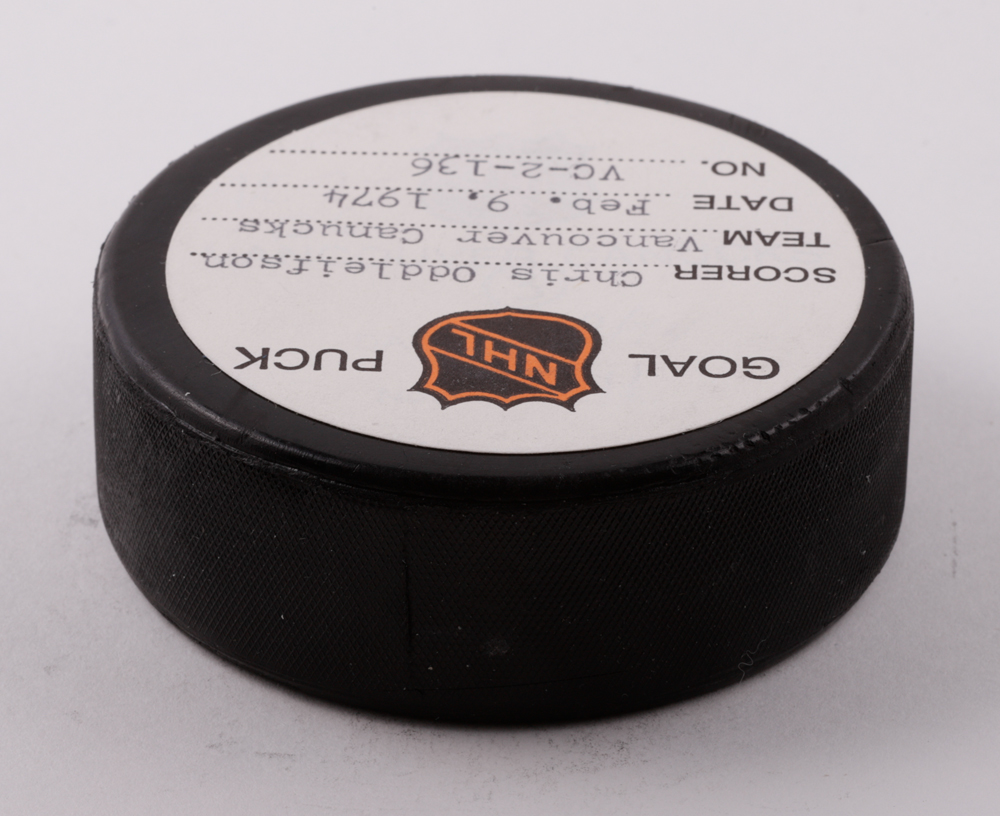 GOAL NHL PUCK
SCORER Chris Oddleifson
TEAM Vancouver Canucks
DATE Feb. 9, 1974
NO. VC-2-136